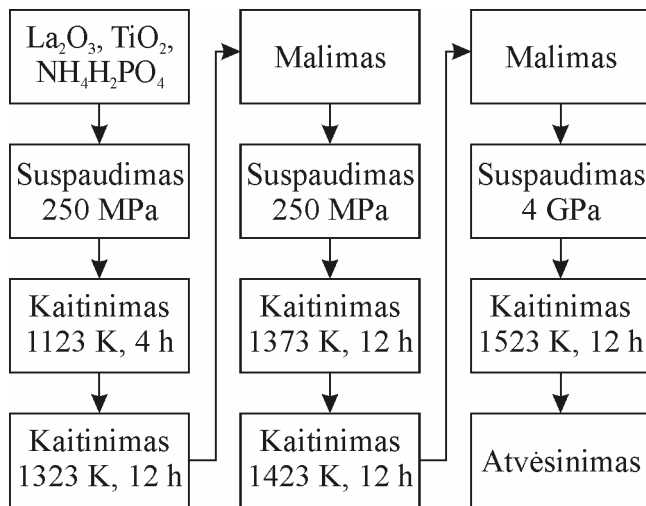 La₂O₃, TiO₂,
NH₄H₂PO₄
Suspaudimas
250 MPa
Kaitinimas
1123 K, 4 h
Kaitinimas
1323 K, 12 h
Malimas
Suspaudimas
250 MPa
Kaitinimas
1373 K, 12 h
Kaitinimas
1423 K, 12 h
Malimas
Suspaudimas
4 GPa
Kaitinimas
1523 K, 12 h
Atvėsinimas